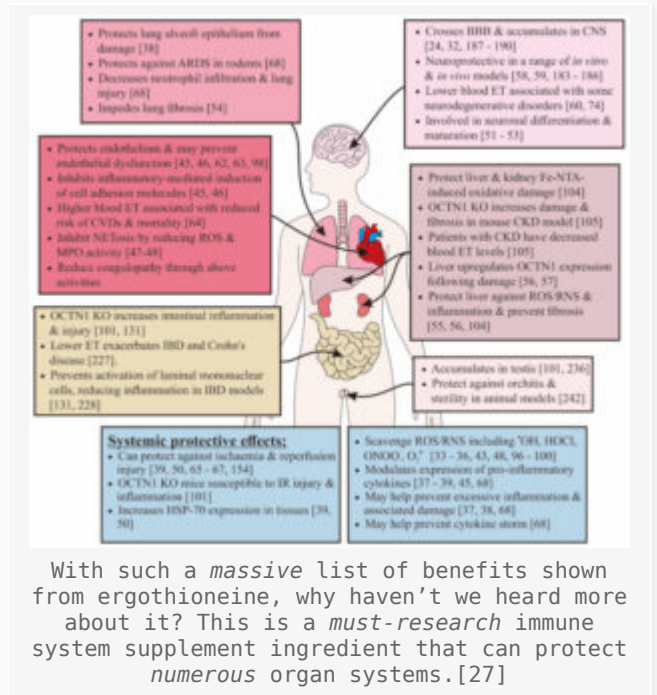 • Protects lung alveoli epithelium from
damage [38]
• Protects against ARDS in rodents [68]
• Decreases neutrophil infiltration & lung
injury [68]
• Impedes lung fibrosis [54]
• Crosses BBB & accumulates in CNS
[24, 32, 187 - 190]
• Neuroprotective in a range of in vitro
& in vivo models [58, 59, 183 - 186]
• Lower blood ET associated with some
neurodegenerative disorders [60, 74]
• Involved in neuronal differentiation &
maturation [51 - 53]
• Protects endothelium & may prevent
endothelial dysfunction [45, 46, 62, 63, 98]
• Inhibits inflammatory-mediated induction
of cell adhesion molecules [45, 46]
• Higher blood ET associated with reduced
risk of CVDs & mortality [64]
• Inhibit NETosis by reducing ROS &
MPO activity [47-48]
• Reduce coagulopathy through above
activities
• Protect liver & kidney Fe-NTA-
induced oxidative damage [104]
• OCTN1 KO increases damage &
fibrosis in mouse CKD model [105]
• Patients with CKD have decreased
blood ET levels [105]
• Liver upregulates OCTN1 expression
following damage [56, 57]
• Protect liver against ROS/RNS &
inflammation & prevent fibrosis
[55, 56, 104]
• OCTN1 KO increases intestinal inflammation
& injury [101, 131]
• Lower ET exacerbates IBD and Crohn's
disease [227].
• Prevents activation of laminal mononuclear
cells, reducing inflammation in IBD models
[131, 228]
• Accumulates in testis [101, 236]
• Protect against orchitis &
sterility in animal models [242]
Systemic protective effects:
• Can protect against ischaemia & reperfusion
injury [39, 50, 65 - 67, 154]
• OCTN1 KO mice susceptible to IR injury &
inflammation [101]
• Increases HSP-70 expression in tissues [39,
50]
• Scavenge ROS/RNS including OH, HOCl,
[33 - 36, 43, 48, 96 - 100]
• Modulates expression of pro-inflammatory
cytokines [37 - 39, 45, 68]
• May help prevent excessive inflammation &
associated damage [37, 38, 68]
• May help prevent cytokine storm [68]
With such a massive list of benefits shown
from ergothioneine, why haven't we heard more
about it? This is a must-research immune
system supplement ingredient that can protect
numerous organ systems.[27]